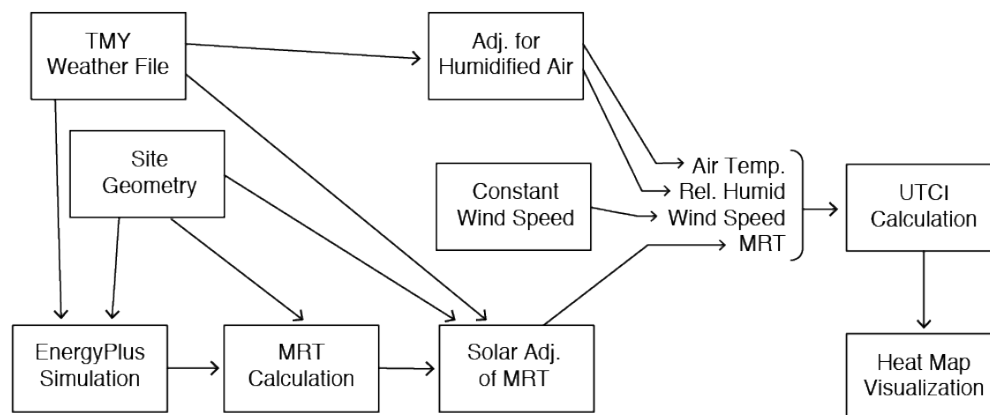 TMY
Weather File
Adj. for
Humidified Air
Site
Geometry
Constant
Wind Speed
Air Temp.
Rel. Humid
Wind Speed
MRT
UTCI
Calculation
EnergyPlus
Simulation
MRT
Calculation
Solar Adj.
of MRT
Heat Map
Visualization